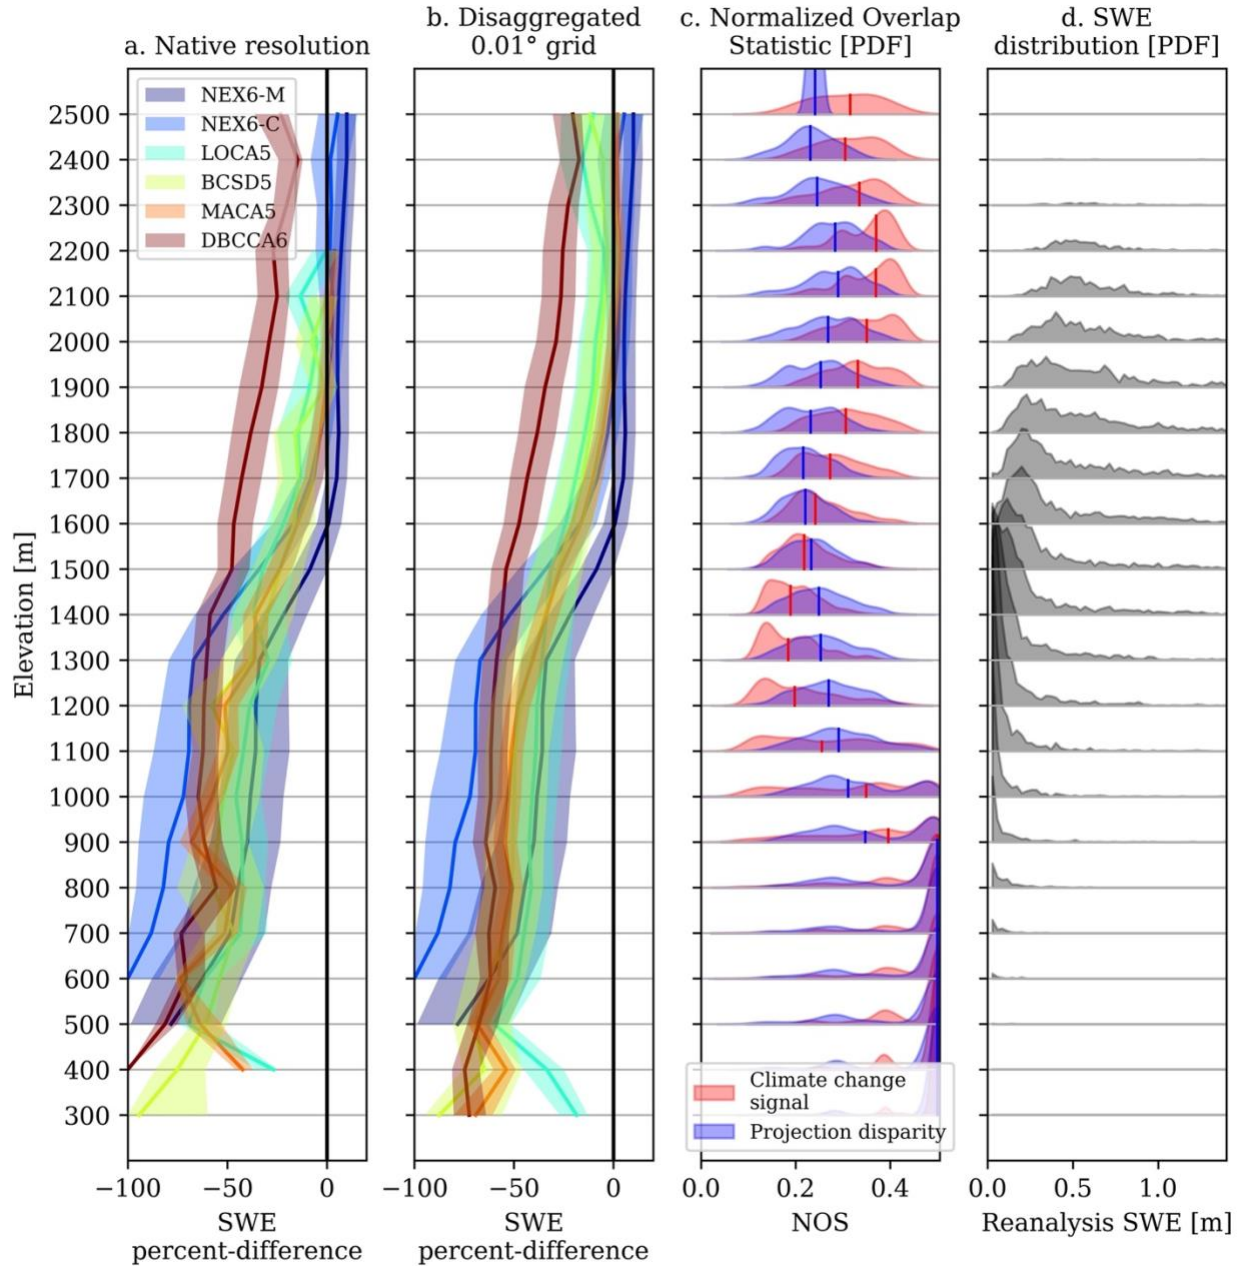 a. Native resolution
b. Disaggregated
0.01° grid
c. Normalized Overlap
Statistic [PDF]
d. SWE
distribution [PDF]
NEX6-M
NEX6-C
LOCA5
BCSD5
MACA5
DBCCA6
Elevation [m]
2500
2400
2300
2200
2100
2000
1900
1800
1700
1600
1500
1400
1300
1200
1100
1000
900
800
700
600
500
400
300
Climate change
signal
Projection disparity
−100
−50
0
−100
−50
0
0.0
0.2
0.4
0.0
0.5
1.0
SWE
percent-difference
SWE
percent-difference
NOS
Reanalysis SWE [m]